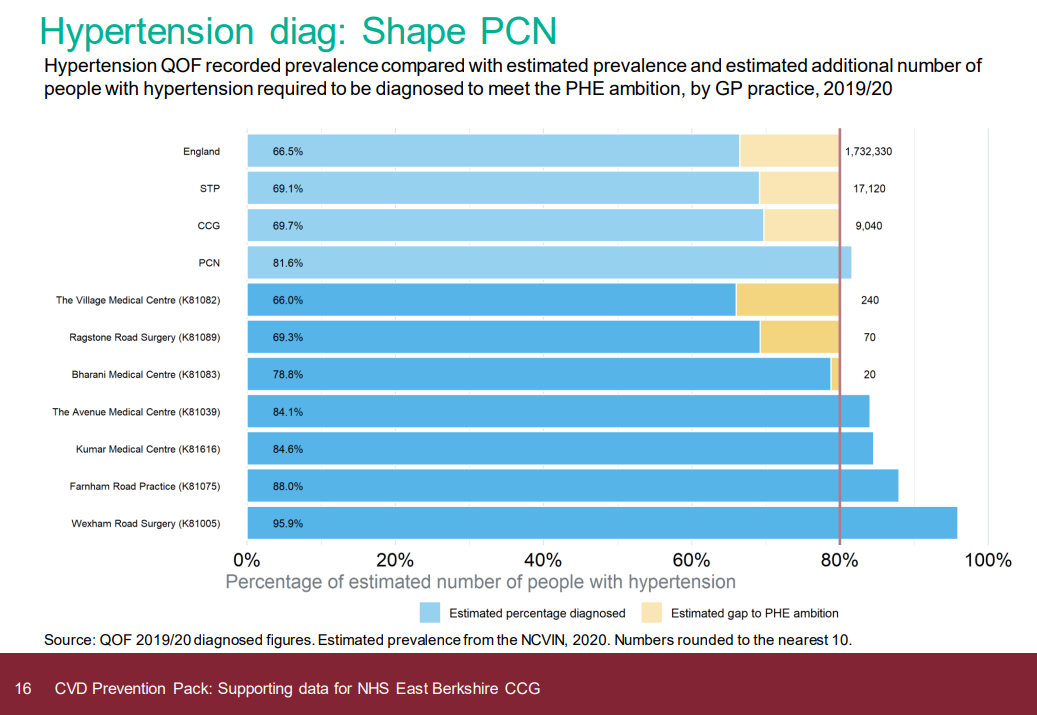 Hypertension diag: Shape PCN
Hypertension QOF recorded prevalence compared with estimated prevalence and estimated additional number of
people with hypertension required to be diagnosed to meet the PHE ambition, by GP practice, 2019/20
England 66.5% 1,732,330
STP 69.1% 17,120
CCG 69.7% 9,040
PCN 81.6%
The Village Medical Centre (K81082) 66.0% 240
Ragstone Road Surgery (K81089) 69.3% 70
Bharani Medical Centre (K81083) 78.8% 20
The Avenue Medical Centre (K81039) 84.1%
Kumar Medical Centre (K81616) 84.6%
Farnham Road Practice (K81075) 88.0%
Wexham Road Surgery (K81005) 95.9%
0% 20% 40% 60% 80% 100%
Percentage of estimated number of people with hypertension
Estimated percentage diagnosed Estimated gap to PHE ambition
Source: QOF 2019/20 diagnosed figures. Estimated prevalence from the NCVIN, 2020. Numbers rounded to the nearest 10.
16 CVD Prevention Pack: Supporting data for NHS East Berkshire CCG